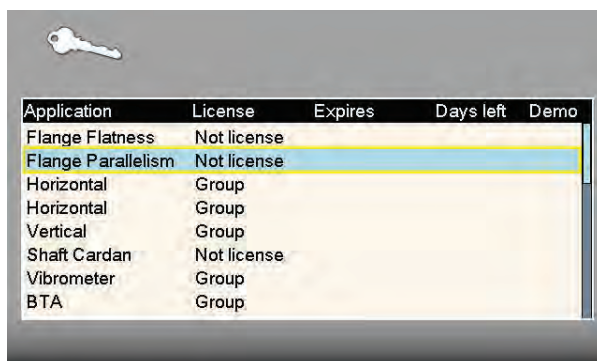 Application License Expires Days left Demo
Flange Flatness Not license
Flange Parallelism Not license
Horizontal Group
Horizontal Group
Vertical Group
Shaft Cardan Not license
Vibrometer Group
BTA Group